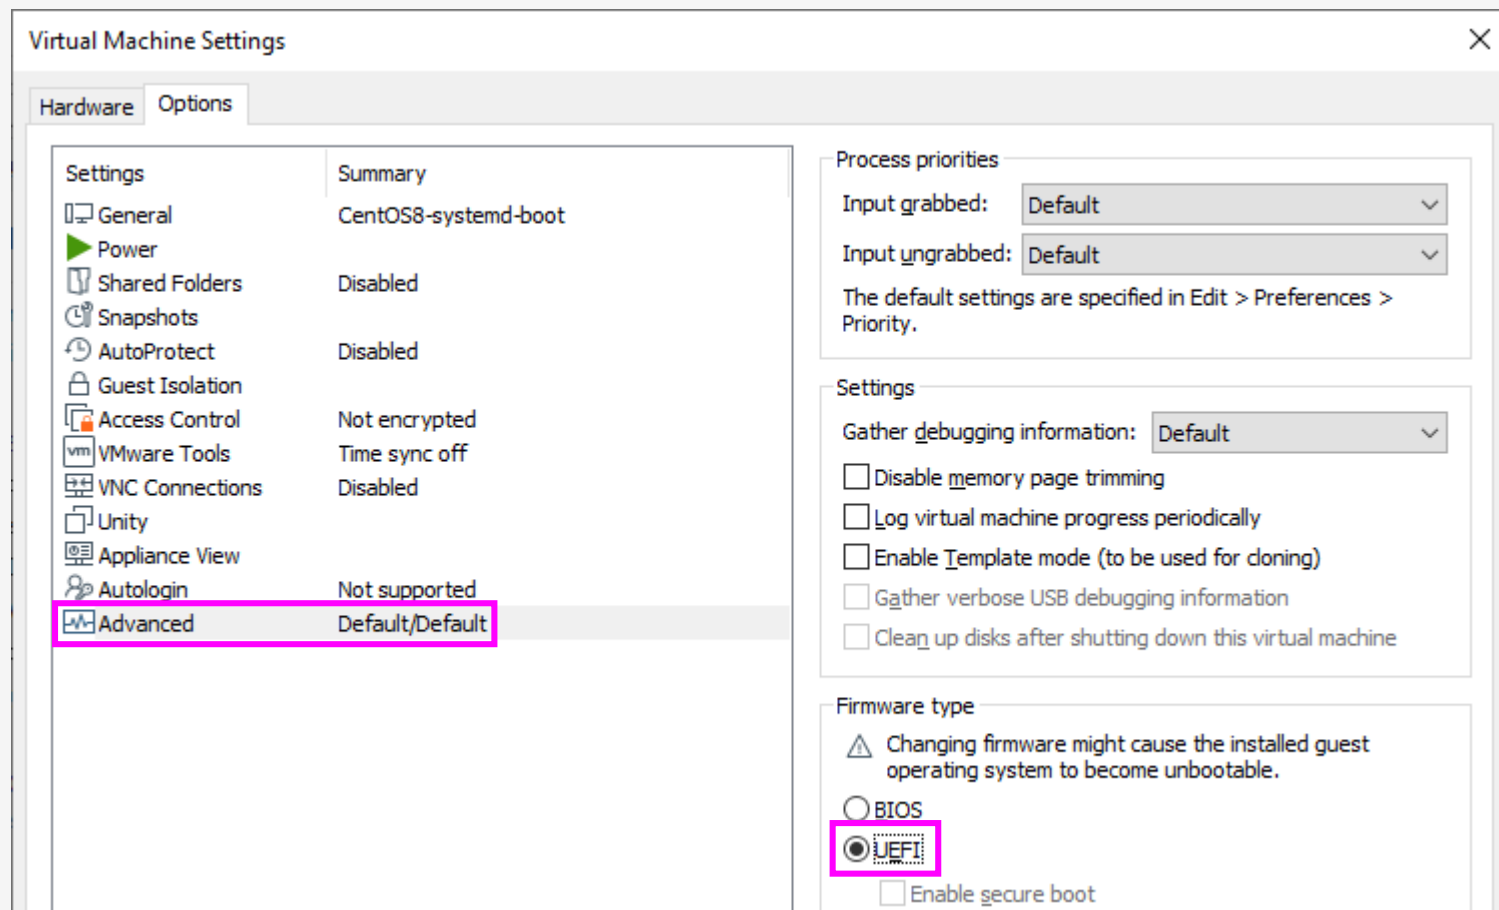 Virtual Machine Settings
Hardware
Options
Settings Summary
General CentOS8-systemd-boot
Power
Shared Folders Disabled
Snapshots
AutoProtect Disabled
Guest Isolation
Access Control Not encrypted
vm VMware Tools Time sync off
VNC Connections Disabled
Unity
Appliance View
Autologin Not supported
Advanced Default/Default
Process priorities
Input grabbed: Default
Input ungrabbed: Default
The default settings are specified in Edit > Preferences >
Priority.
Settings
Gather debugging information: Default
Disable memory page trimming
Log virtual machine progress periodically
Enable Template mode (to be used for cloning)
Gather verbose USB debugging information
Clean up disks after shutting down this virtual machine
Firmware type
Changing firmware might cause the installed guest
operating system to become unbootable.
BIOS
UEFI
Enable secure boot